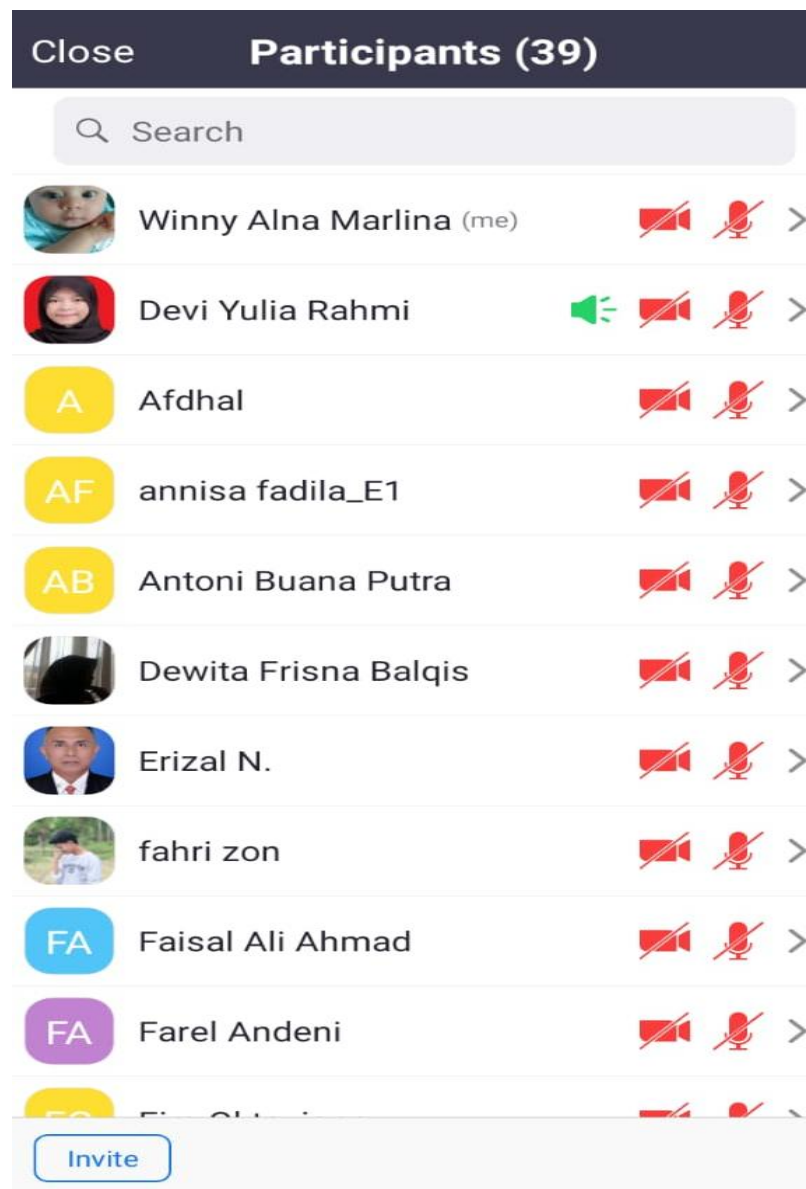 Close Participants (39)
Search
Winny Alna Marlina (me)
Devi Yulia Rahmi
A Afdhal
AF annisa fadila_E1
AB Antoni Buana Putra
Dewita Frisna Balqis
Erizal N.
fahri zon
FA Faisal Ali Ahmad
FA Farel Andeni
Invite